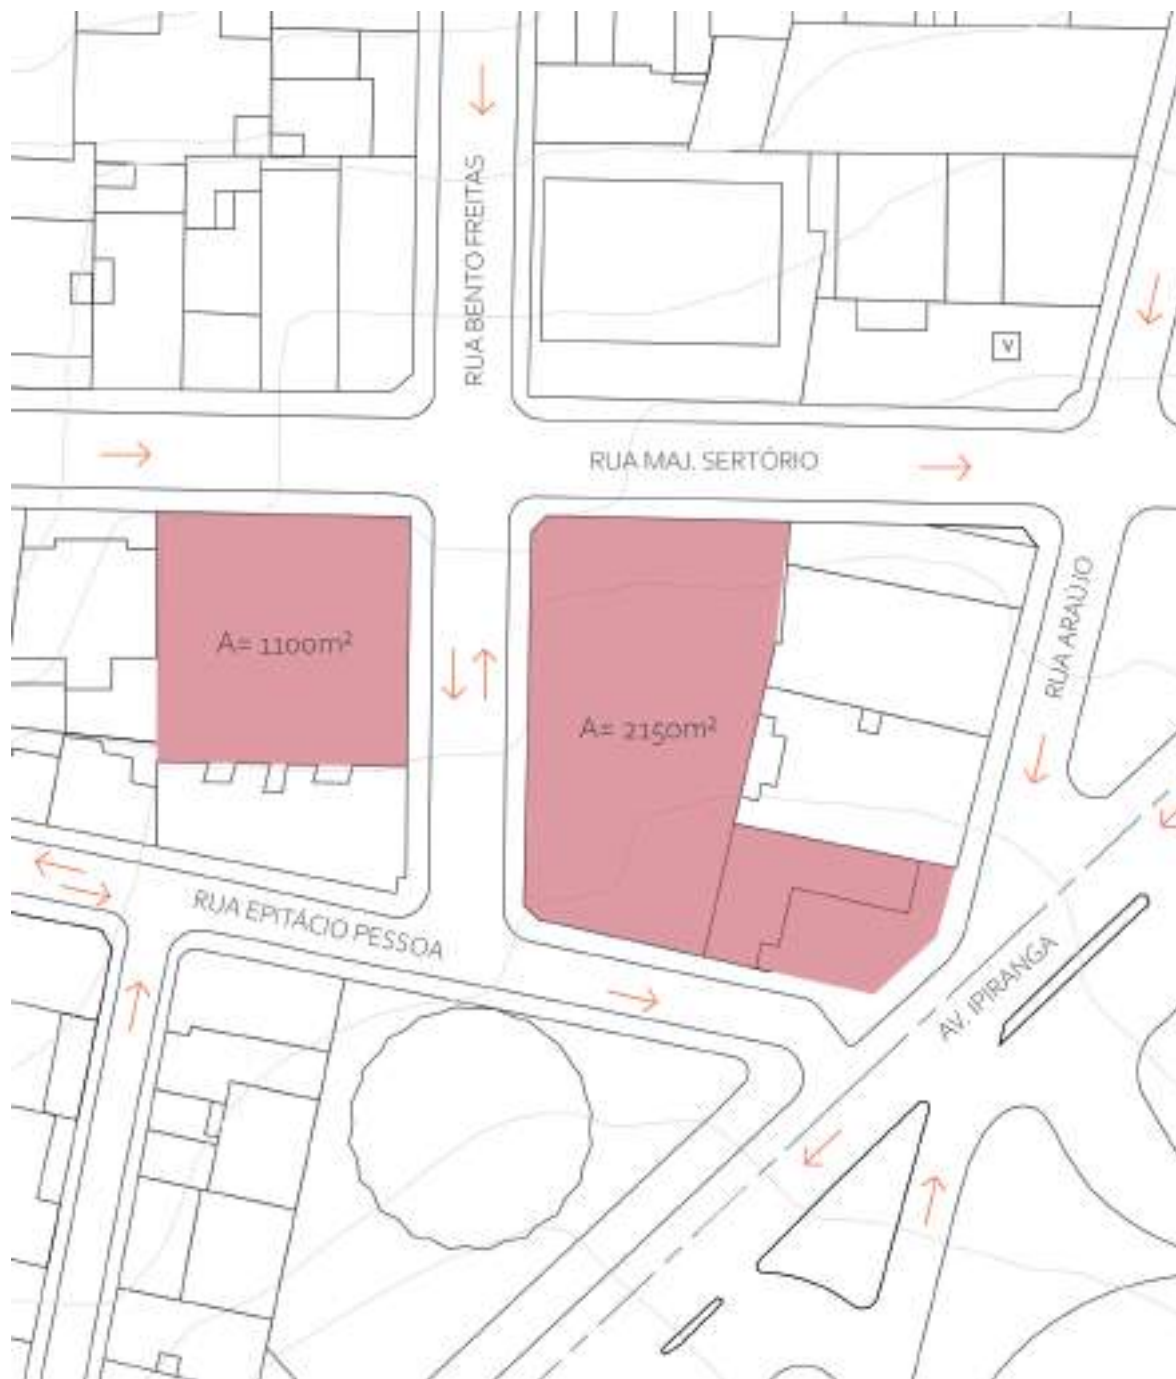 RUA BENTO FREITAS
V
RUA MAJ. SERTÓRIO
A= 1100m²
RUA ARAUJO
A= 2150m²
RUA EPITÁCIO PESSOA
AV. IPIRANGA